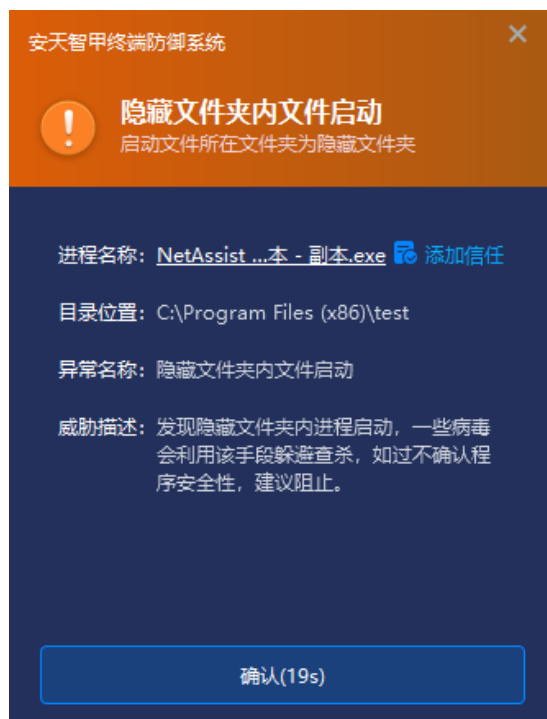 安天智甲终端防御系统
隐藏文件夹内文件启动
启动文件所在文件夹为隐藏文件夹
进程名称: NetAssist ...本 - 副本.exe 添加信任
目录位置: C:\Program Files (x86)\test
异常名称: 隐藏文件夹内文件启动
威胁描述: 发现隐藏文件夹内进程启动，一些病毒
会利用该手段躲避查杀，如过不确认程
序安全性，建议阻止。
确认(19s)